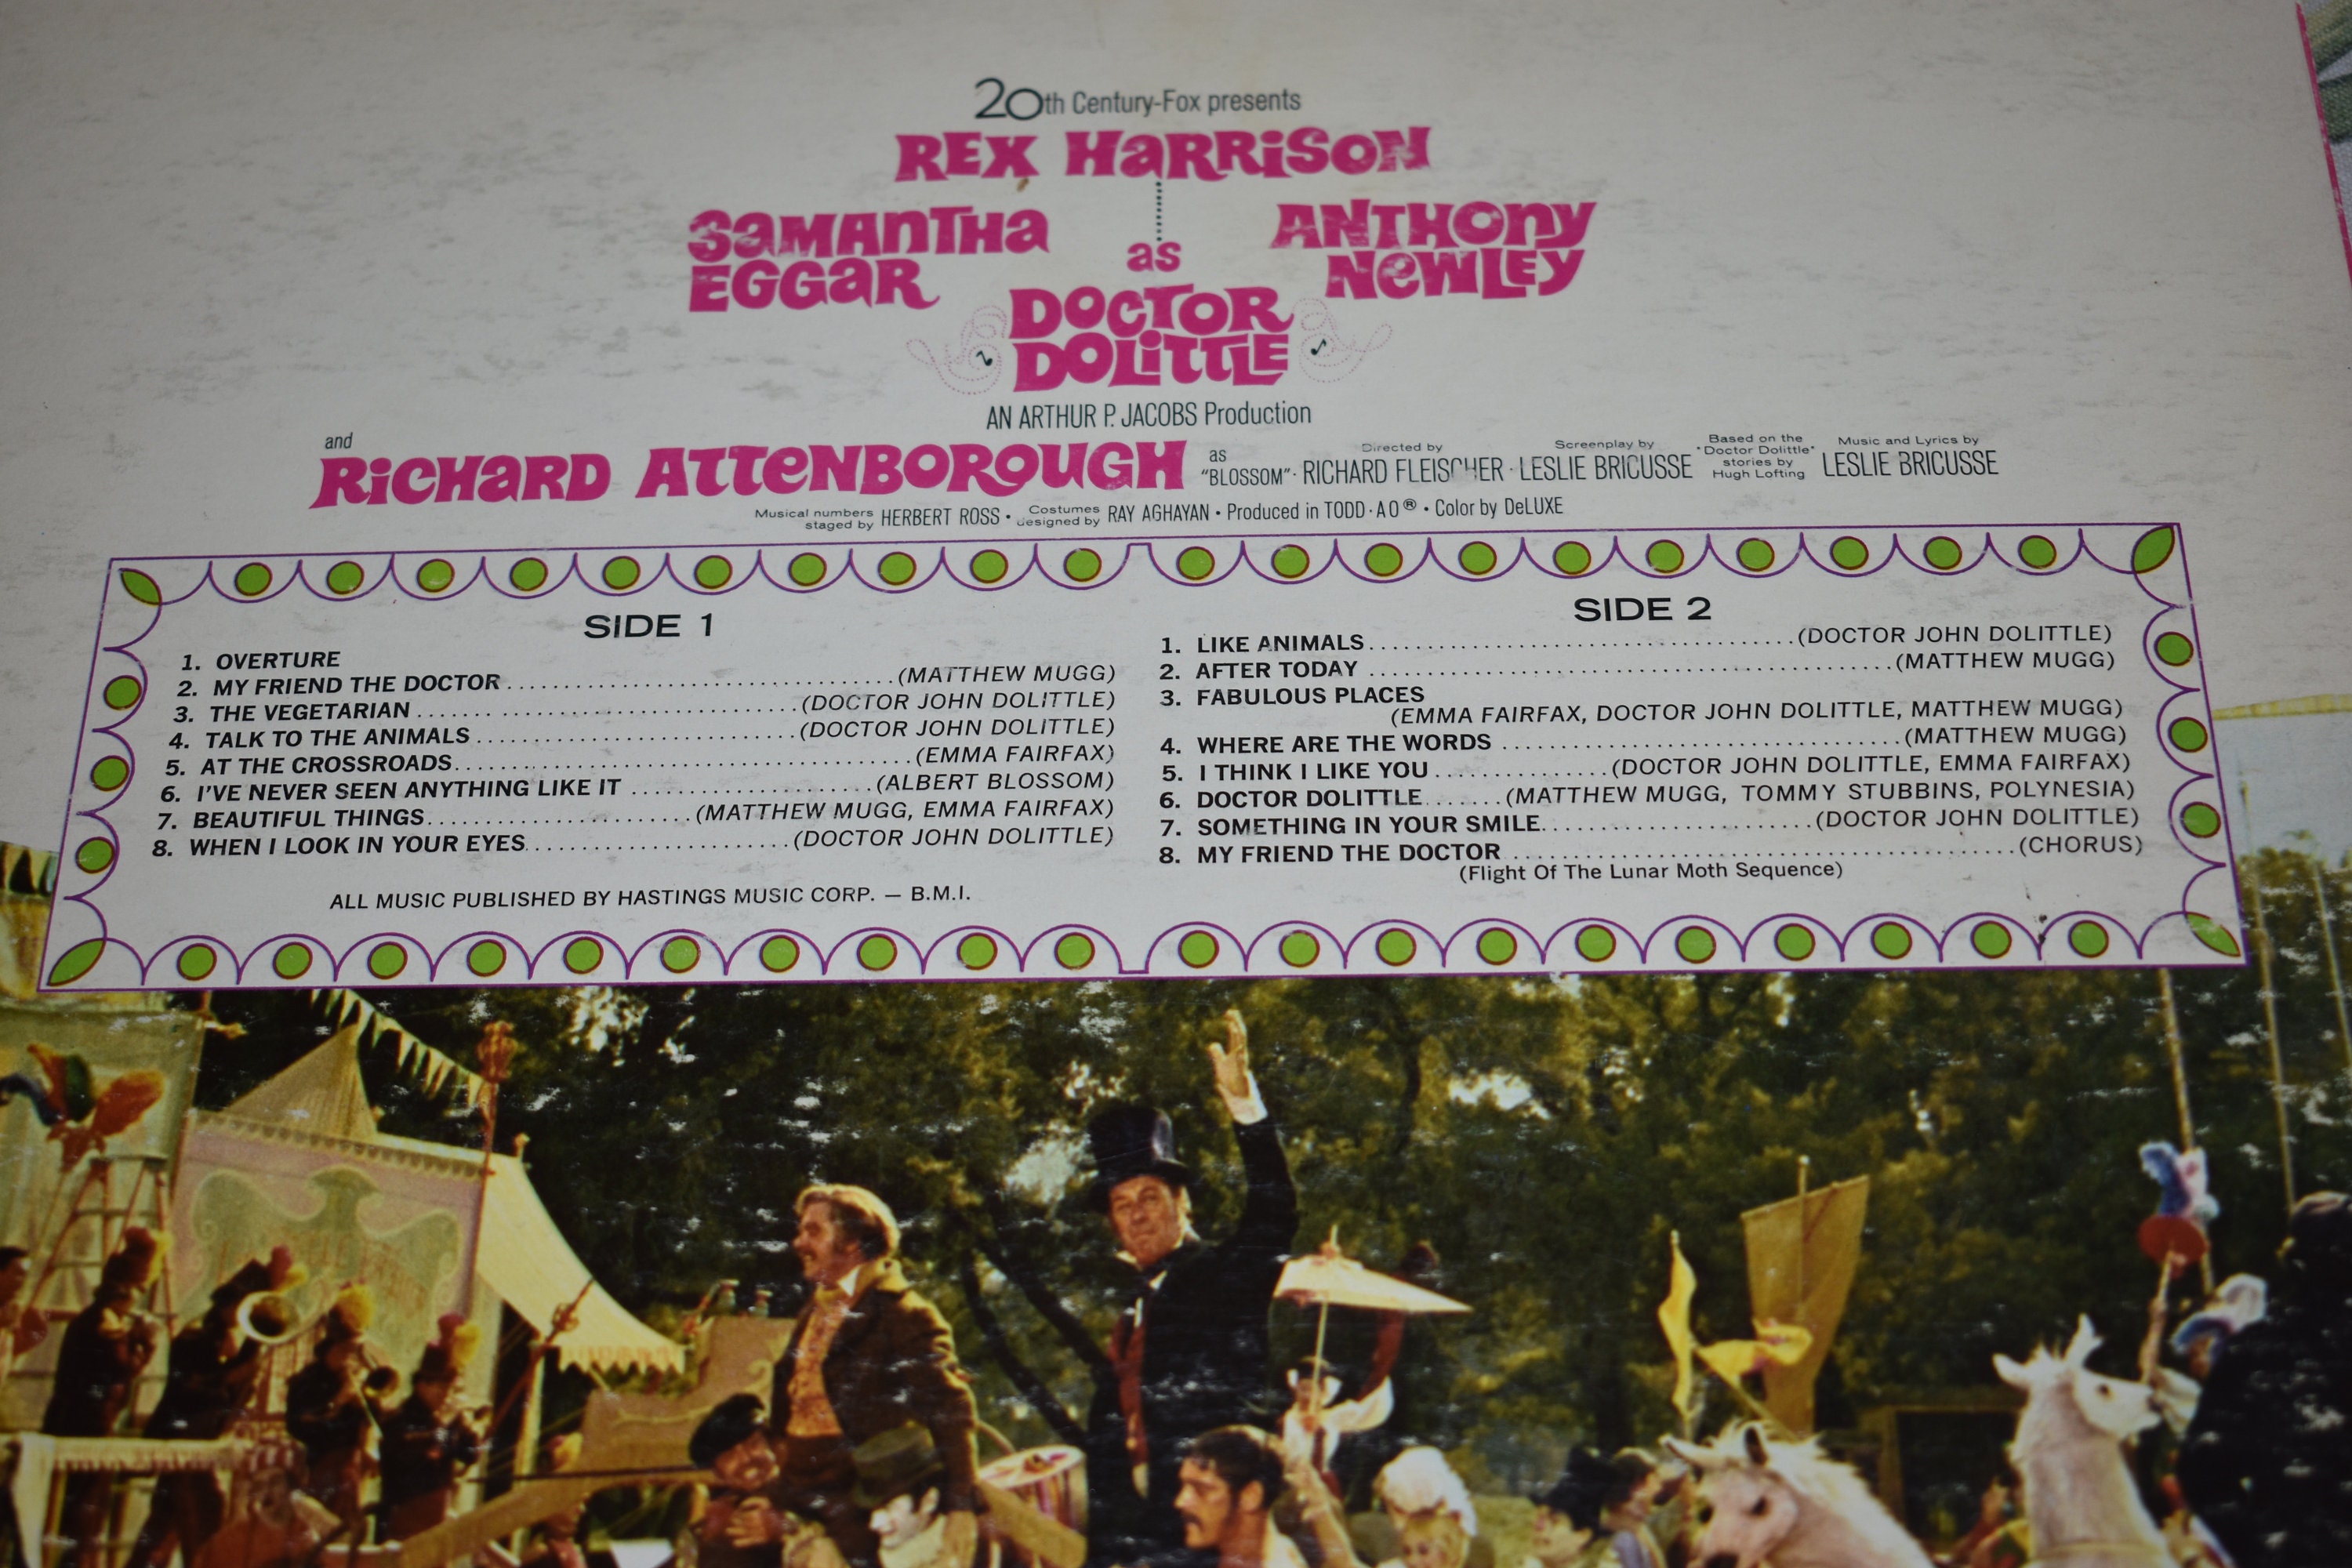 20th Century-Fox presents
REX HARRISON
SAMANTHA EGGAR
as
ANTHONY NEWLEY
DOCTOR DOLITTLE
AN ARTHUR P. JACOBS Production
and
RICHARD ATTENBOROUGH as "BLOSSOM" · Directed by RICHARD FLEISCHER · Screenplay by LESLIE BRICUSSE Based on the "Doctor Dolittle" stories by Hugh Lofting Music and Lyrics by LESLIE BRICUSSE
Musical numbers staged by HERBERT ROSS • Costumes designed by RAY AGHAYAN • Produced in TODD-AO® • Color by DeLUXE
SIDE 1
1. OVERTURE
2. MY FRIEND THE DOCTOR (MATTHEW MUGG)
3. THE VEGETARIAN (DOCTOR JOHN DOLITTLE)
4. TALK TO THE ANIMALS (DOCTOR JOHN DOLITTLE)
5. AT THE CROSSROADS (EMMA FAIRFAX)
6. I'VE NEVER SEEN ANYTHING LIKE IT (ALBERT BLOSSOM)
7. BEAUTIFUL THINGS (MATTHEW MUGG, EMMA FAIRFAX)
8. WHEN I LOOK IN YOUR EYES (DOCTOR JOHN DOLITTLE)
ALL MUSIC PUBLISHED BY HASTINGS MUSIC CORP. — B.M.I.
SIDE 2
1. LIKE ANIMALS (DOCTOR JOHN DOLITTLE)
2. AFTER TODAY (MATTHEW MUGG)
3. FABULOUS PLACES
(EMMA FAIRFAX, DOCTOR JOHN DOLITTLE, MATTHEW MUGG)
4. WHERE ARE THE WORDS (MATTHEW MUGG)
5. I THINK I LIKE YOU (DOCTOR JOHN DOLITTLE, EMMA FAIRFAX)
6. DOCTOR DOLITTLE (MATTHEW MUGG, TOMMY STUBBINS, POLYNESIA)
7. SOMETHING IN YOUR SMILE (DOCTOR JOHN DOLITTLE)
8. MY FRIEND THE DOCTOR (CHORUS)
(Flight Of The Lunar Moth Sequence)